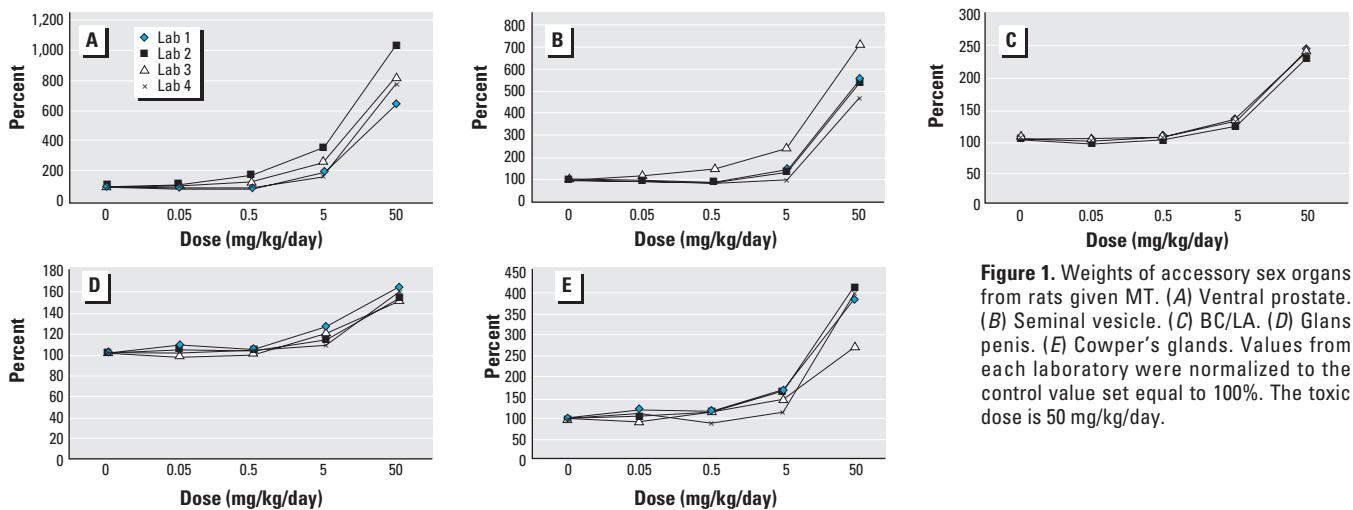 A
Lab 1
Lab 2
Lab 3
Lab 4
1,200
1,000
800
600
400
200
0
Percent
0 0.05 0.5 5 50
Dose (mg/kg/day)
B
800
700
600
500
400
300
200
100
0
Percent
0 0.05 0.5 5 50
Dose (mg/kg/day)
C
300
250
200
150
100
50
0
Percent
0 0.05 0.5 5 50
Dose (mg/kg/day)
D
180
160
140
120
100
80
60
40
20
0
Percent
0 0.05 0.5 5 50
Dose (mg/kg/day)
E
450
400
350
300
250
200
150
100
50
0
Percent
0 0.05 0.5 5 50
Dose (mg/kg/day)
Figure 1. Weights of accessory sex organs
from rats given MT. (A) Ventral prostate.
(B) Seminal vesicle. (C) BC/LA. (D) Glans
penis. (E) Cowper's glands. Values from
each laboratory were normalized to the
control value set equal to 100%. The toxic
dose is 50 mg/kg/day.